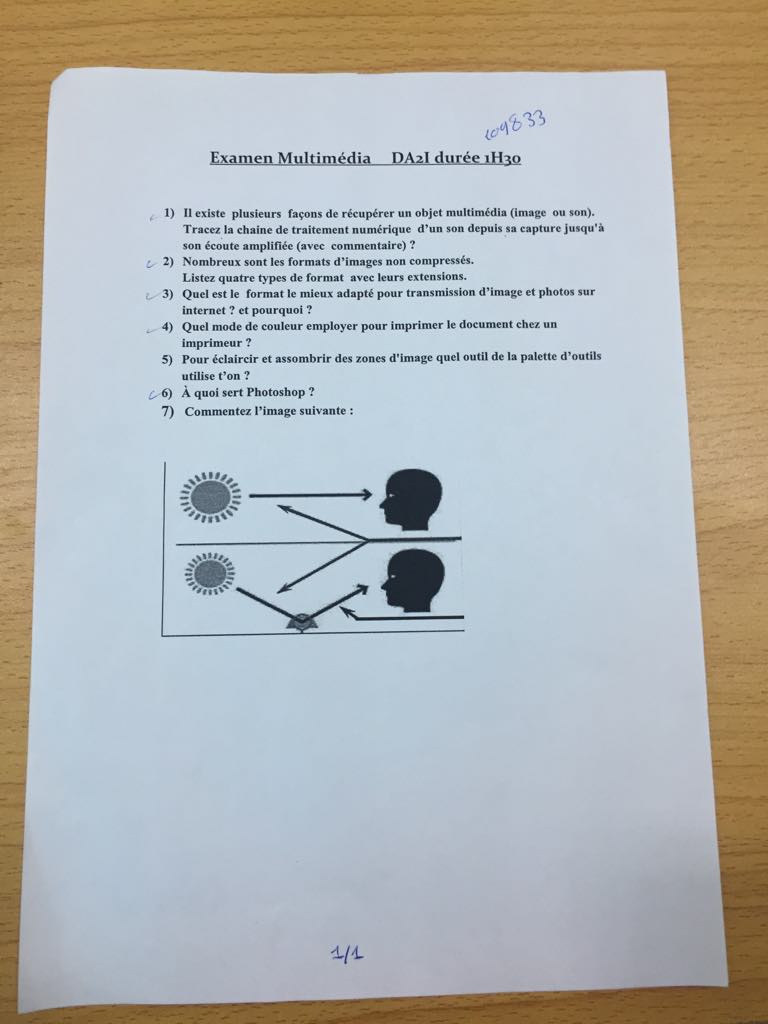 109833
Examen Multimédia DA2I durée 1H30
1) Il existe plusieurs façons de récupérer un objet multimédia (image ou son).
Tracez la chaine de traitement numérique d'un son depuis sa capture jusqu'à
son écoute amplifiée (avec commentaire) ?
2) Nombreux sont les formats d'images non compressés.
Listez quatre types de format avec leurs extensions.
3) Quel est le format le mieux adapté pour transmission d'image et photos sur
internet ? et pourquoi ?
4) Quel mode de couleur employer pour imprimer le document chez un
imprimeur ?
5) Pour éclaircir et assombrir des zones d'image quel outil de la palette d'outils
utilise t'on ?
6) À quoi sert Photoshop ?
7) Commentez l'image suivante :
1/1